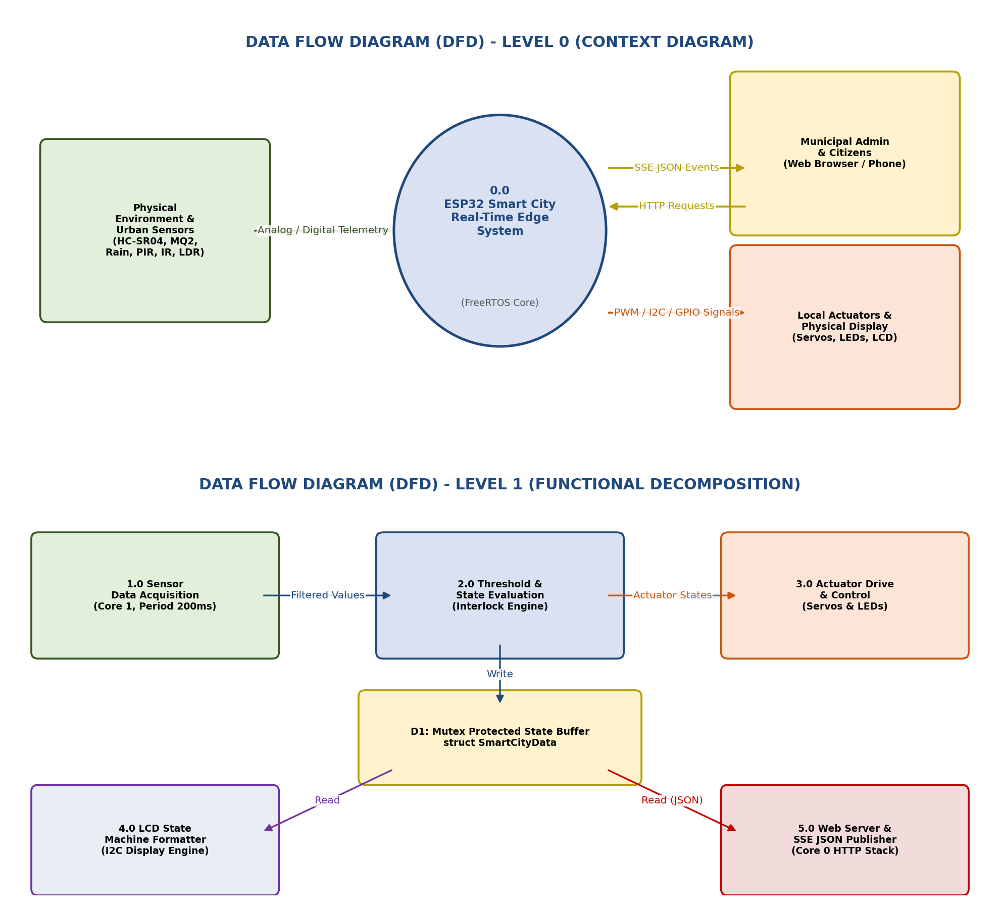 DATA FLOW DIAGRAM (DFD) - LEVEL 0 (CONTEXT DIAGRAM)
Physical
Environment &
Urban Sensors
(HC-SR04, MQ2,
Rain, PIR, IR, LDR)
Analog / Digital Telemetry
0.0
ESP32 Smart City
Real-Time Edge
System
(FreeRTOS Core)
SSE JSON Events
HTTP Requests
PWM / I2C / GPIO Signals
Municipal Admin
& Citizens
(Web Browser / Phone)
Local Actuators &
Physical Display
(Servos, LEDs, LCD)
DATA FLOW DIAGRAM (DFD) - LEVEL 1 (FUNCTIONAL DECOMPOSITION)
1.0 Sensor
Data Acquisition
(Core 1, Period 200ms)
Filtered Values
2.0 Threshold &
State Evaluation
(Interlock Engine)
Actuator States
3.0 Actuator Drive
& Control
(Servos & LEDs)
Write
D1: Mutex Protected State Buffer
struct SmartCityData
Read
Read (JSON)
4.0 LCD State
Machine Formatter
(I2C Display Engine)
5.0 Web Server &
SSE JSON Publisher
(Core 0 HTTP Stack)